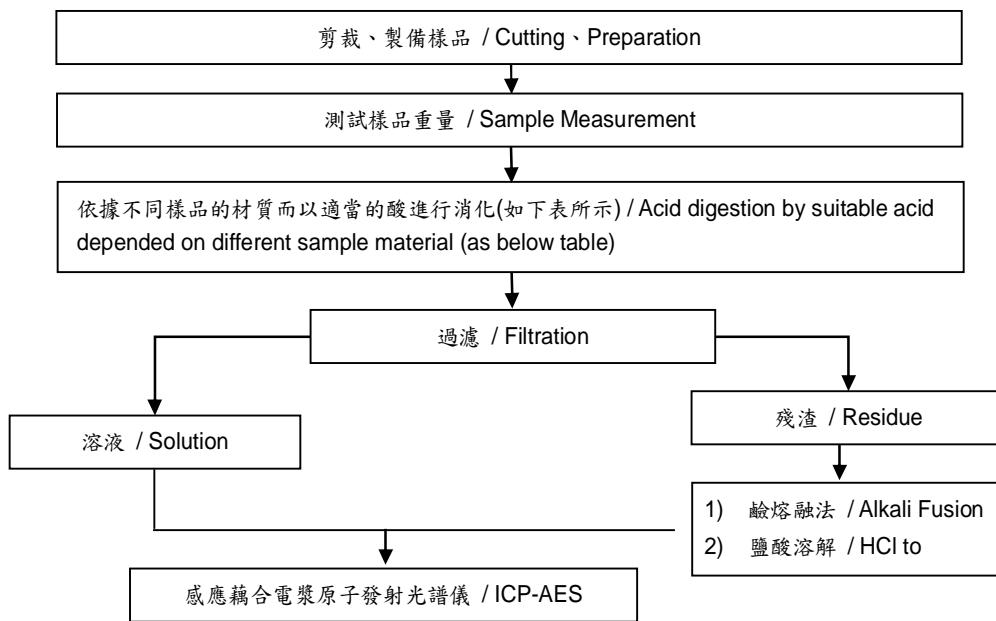 剪裁、製備樣品 / Cutting、Preparation
測試樣品重量 / Sample Measurement
依據不同樣品的材質而以適當的酸進行消化(如下表所示) / Acid digestion by suitable acid
depended on different sample material (as below table)
過濾 / Filtration
溶液 / Solution
殘渣 / Residue
1) 鹼熔融法 / Alkali Fusion
2) 鹽酸溶解 / HCl to
感應藕合電漿原子發射光譜儀 / ICP-AES